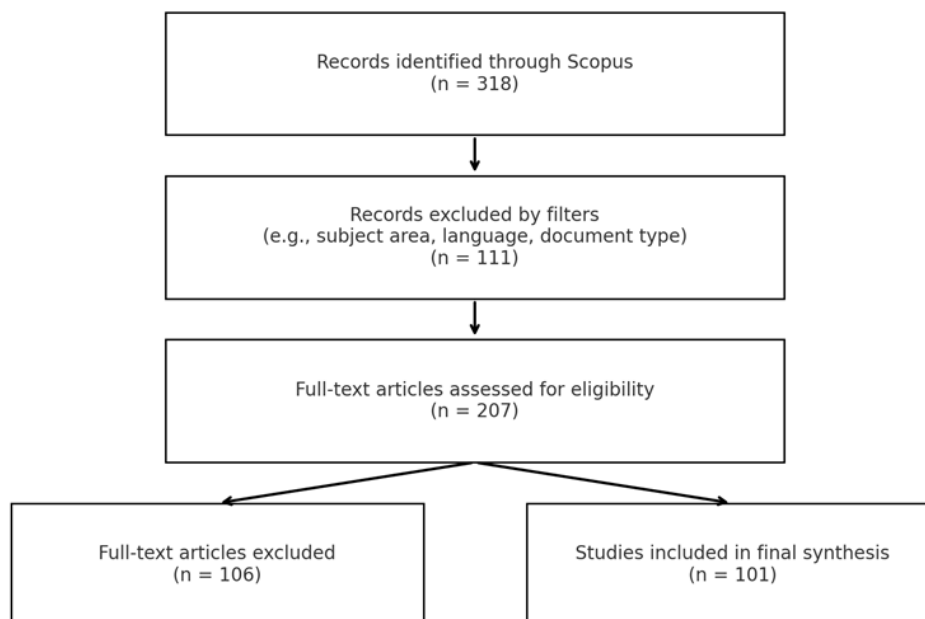 Records identified through Scopus
(n = 318)
Records excluded by filters
(e.g., subject area, language, document type)
(n = 111)
Full-text articles assessed for eligibility
(n = 207)
Full-text articles excluded
(n = 106)
Studies included in final synthesis
(n = 101)